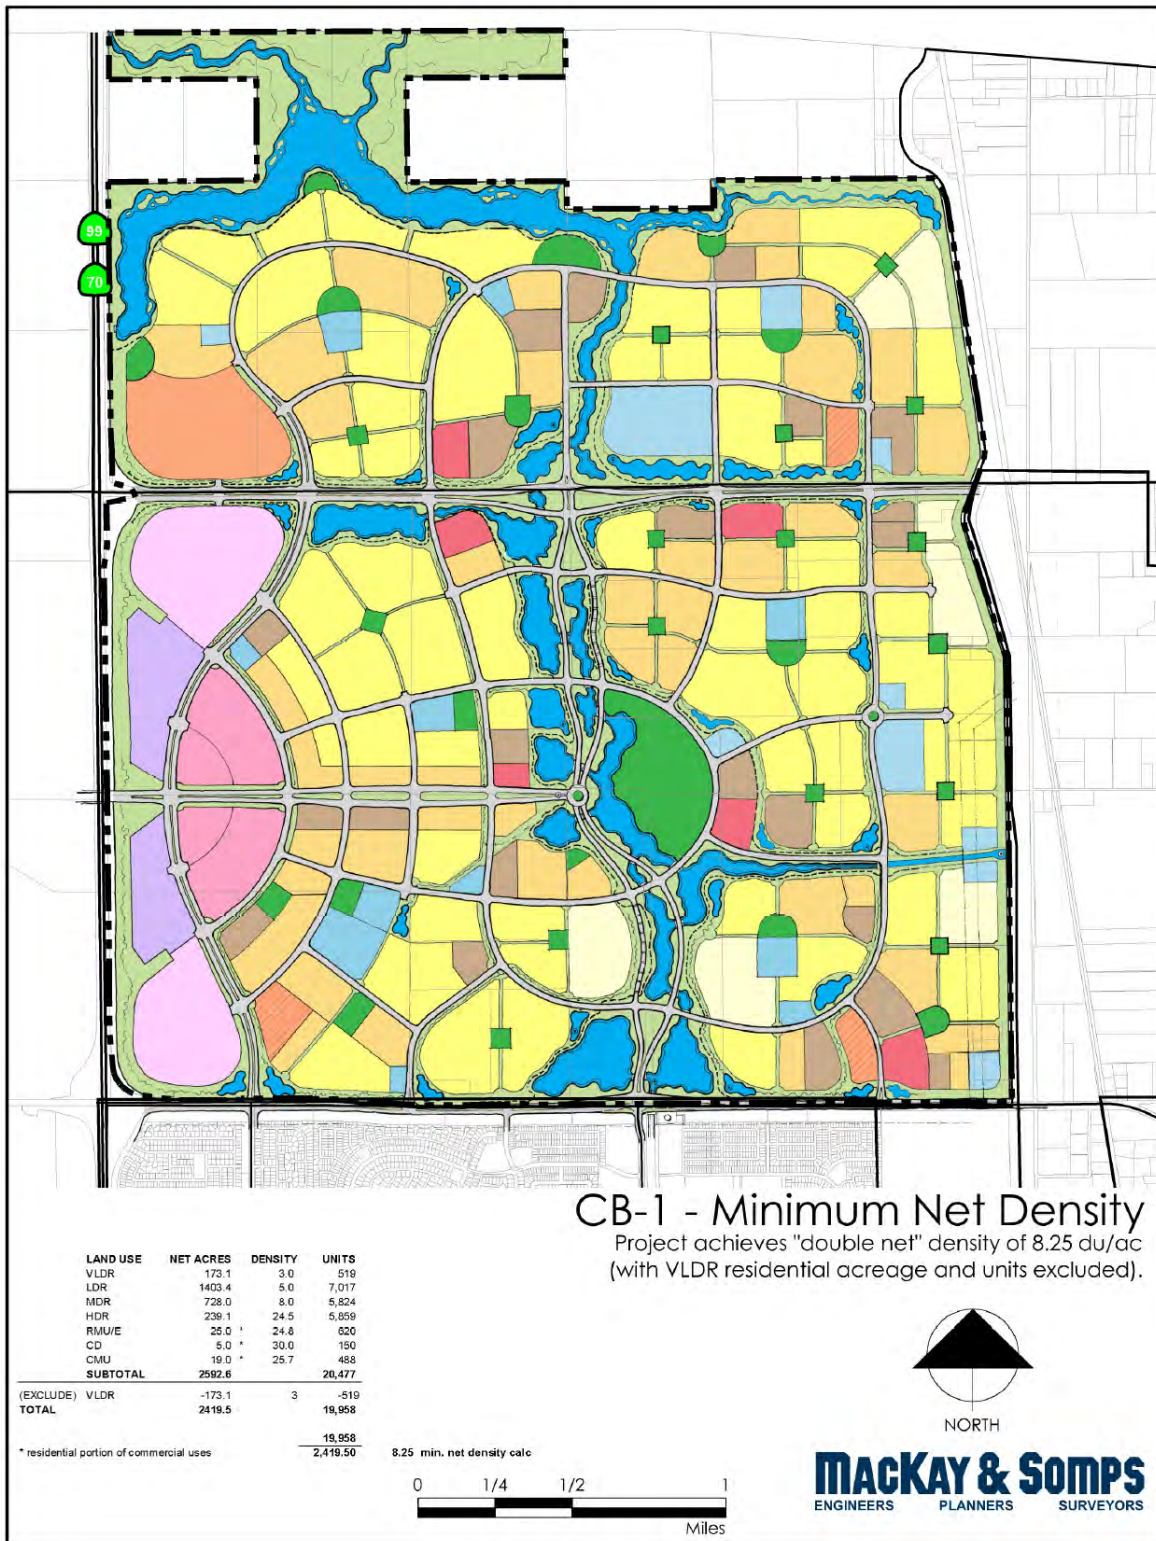 99
70
CB-1 - Minimum Net Density
Project achieves "double net" density of 8.25 du/ac
(with VLDR residential acreage and units excluded).
LAND USE NET ACRES DENSITY UNITS
VLDR 173.1 3.0 519
LDR 1403.4 5.0 7,017
MDR 728.0 8.0 5,824
HDR 239.1 24.5 5,859
RMU/E 25.0 * 24.8 620
CD 5.0 * 30.0 150
CMU 19.0 * 25.7 488
SUBTOTAL 2592.6 20,477
(EXCLUDE) VLDR -173.1 3 -519
TOTAL 2419.5 19,958
19,958
* residential portion of commercial uses 2,419.50 8.25 min. net density calc
0 1/4 1/2 1
Miles
NORTH
MACKAY & SOMPS
ENGINEERS PLANNERS SURVEYORS